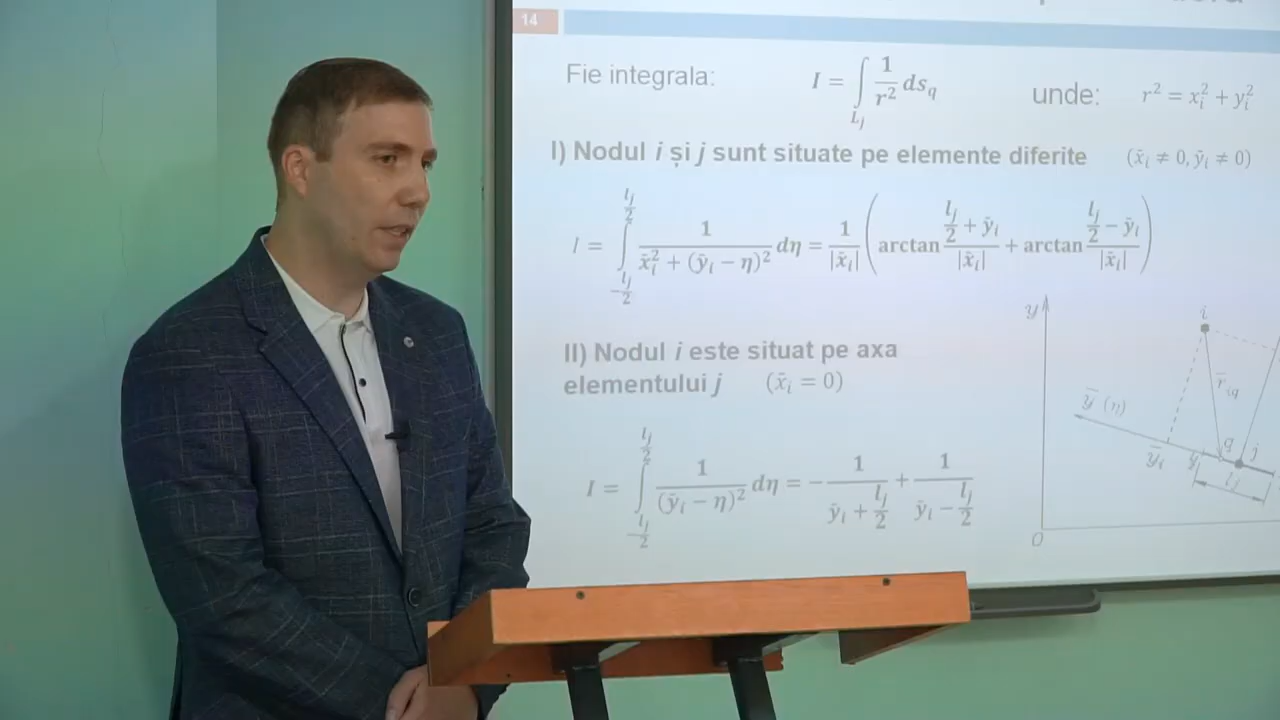 14
Fie integrala: I = ∫_{L_j} 1/r² ds_q unde: r² = x_i² + y_i²
I) Nodul i și j sunt situate pe elemente diferite (x̄_i ≠ 0, ȳ_i ≠ 0)
I = ∫_{-l_j/2}^{l_j/2} 1/(x̄_i² + (ȳ_i − η)²) dη = 1/|x̄_i| (arctan (l_j/2 + ȳ_i)/|x̄_i| + arctan (l_j/2 − ȳ_i)/|x̄_i|)
II) Nodul i este situat pe axa
elementului j (x̄_i = 0)
I = ∫_{-l_j/2}^{l_j/2} 1/(ȳ_i − η)² dη = − 1/(ȳ_i + l_j/2) + 1/(ȳ_i − l_j/2)
y
i
r̄_iq
ȳ (η)
ȳ_i
q
j
l_j
0